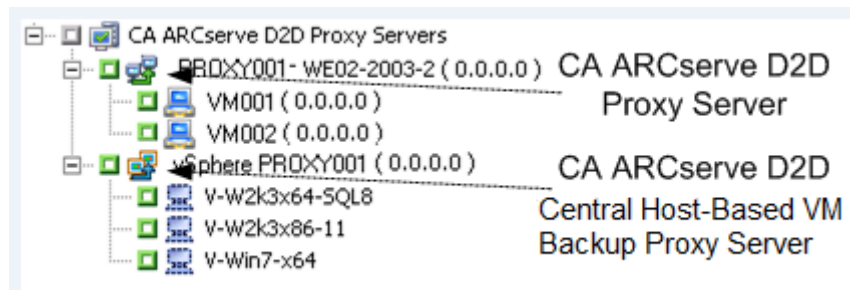 CA ARCserve D2D Proxy Servers
PROXY001- WE02-2003-2 ( 0.0.0.0 )
VM001 ( 0.0.0.0 )
VM002 ( 0.0.0.0 )
vSphere PROXY001 ( 0.0.0.0 )
V-W2k3x64-SQL8
V-W2k3x86-11
V-Win7-x64
CA ARCserve D2D
Proxy Server
CA ARCserve D2D
Central Host-Based VM
Backup Proxy Server